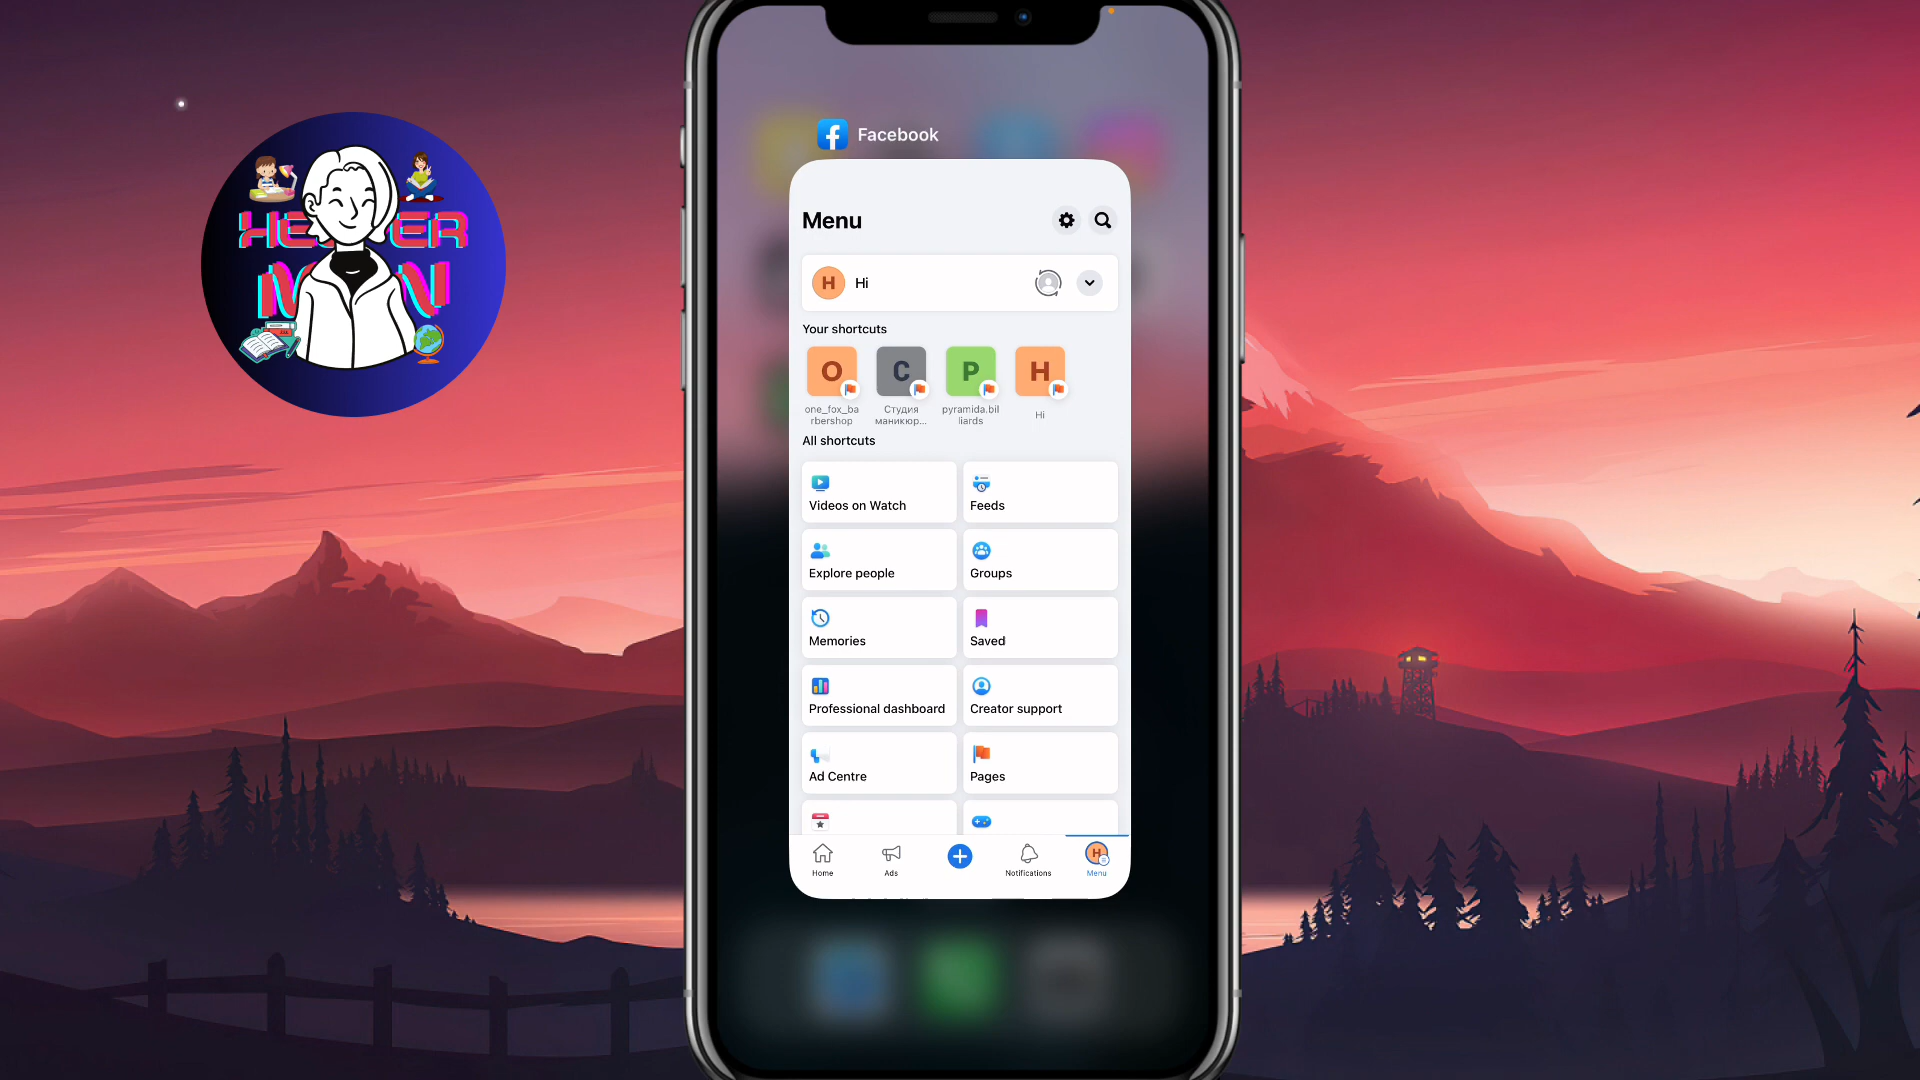 Facebook
Menu
H
Hi
Your shortcuts
O
C
P
H
one_fox_ba
rbershop
Студия
маникюр...
pyramida.bil
liards
Hi
All shortcuts
Videos on Watch
Feeds
Explore people
Groups
Memories
Saved
Professional dashboard
Creator support
Ad Centre
Pages
Home
Ads
Notifications
H
Menu